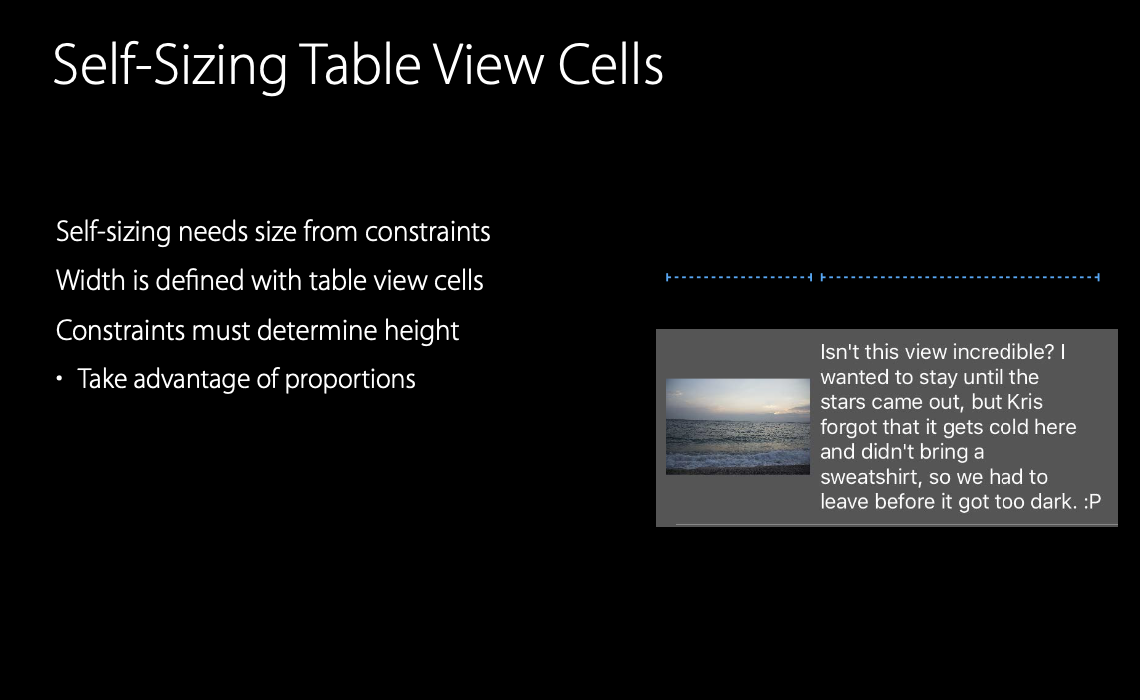 Self-Sizing Table View Cells
Self-sizing needs size from constraints
Width is defined with table view cells
Constraints must determine height
• Take advantage of proportions
Isn't this view incredible? I
wanted to stay until the
stars came out, but Kris
forgot that it gets cold here
and didn't bring a
sweatshirt, so we had to
leave before it got too dark. :P